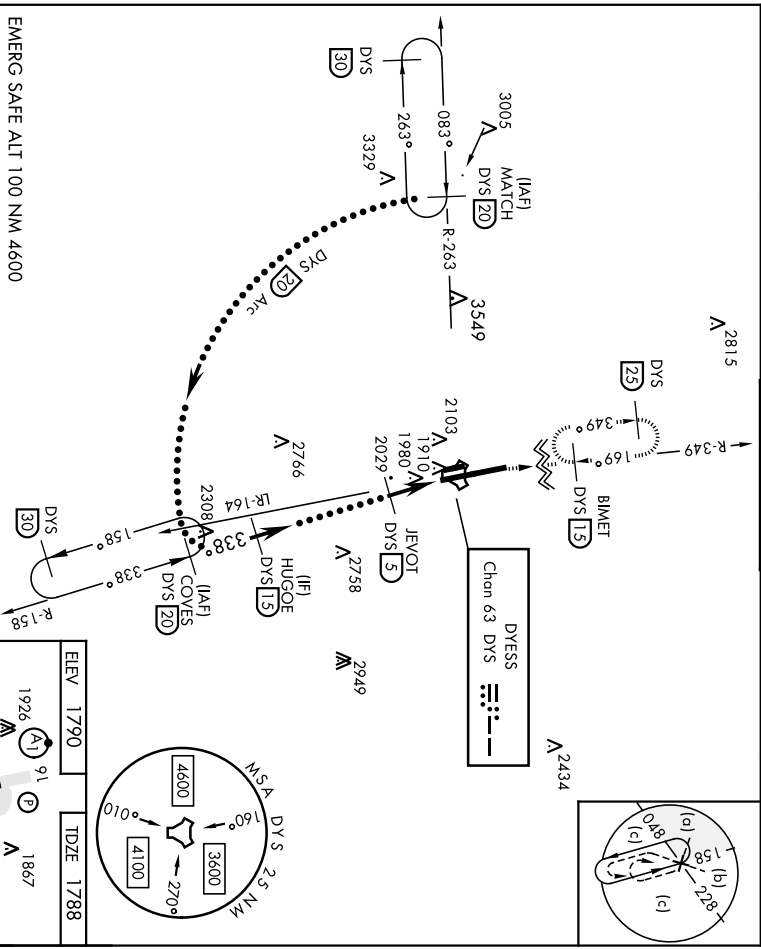 EMERG SAFE ALT 100 NM 4600
DYS
30
263°
083°
3329
3005
(IAF)
MATCH
DYS 20
R-263
3549
DYS
20 Arc
2815
DYS
25
349°
169°
R-349
BIMET
DYS 15
2103
1910
1980
2029
JEVOT
DYS 5
2766
LR-164
2308
338°
(IF)
HUGOE
DYS 15
2758
2949
(IAF)
COVES
DYS 20
158°
338°
DYS
30
R-158
DYESS
Chan 63 DYS
2434
(a)
048
(c)
158
(b)
228
(c)
MSA DYS 25 NM
4600
010°
160°
3600
4100
270°
ELEV 1790
TDZE 1788
1926
A1
91
P
1867